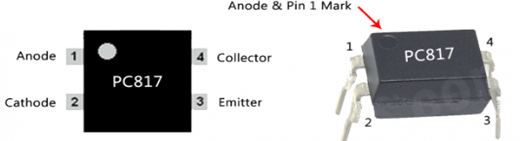 Anode & Pin 1 Mark
Anode 1 4 Collector
PC817
Cathode 2 3 Emitter
1 4
PC817
2 3